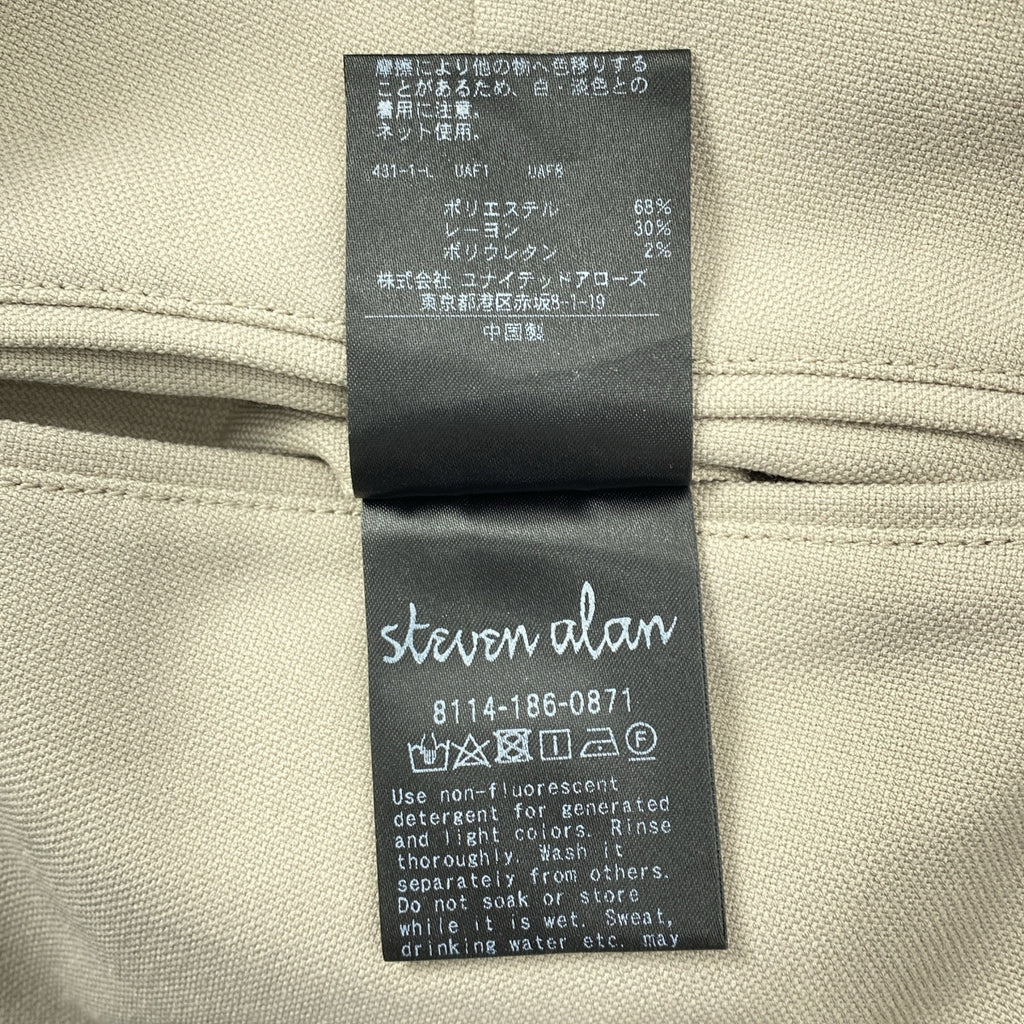 摩擦により他の物へ色移りする
ことがあるため、白・淡色との
着用に注意。
ネット使用。
431-1-L UAF1 UAF8
ポリエステル 68%
レーヨン 30%
ポリウレタン 2%
株式会社 ユナイテッドアローズ
東京都港区赤坂8-1-19
中国製
steven alan
8114-186-0871
F
Use non-fluorescent
detergent for generated
and light colors. Rinse
thoroughly. Wash it
separately from others.
Do not soak or store
while it is wet. Sweat,
drinking water etc. may